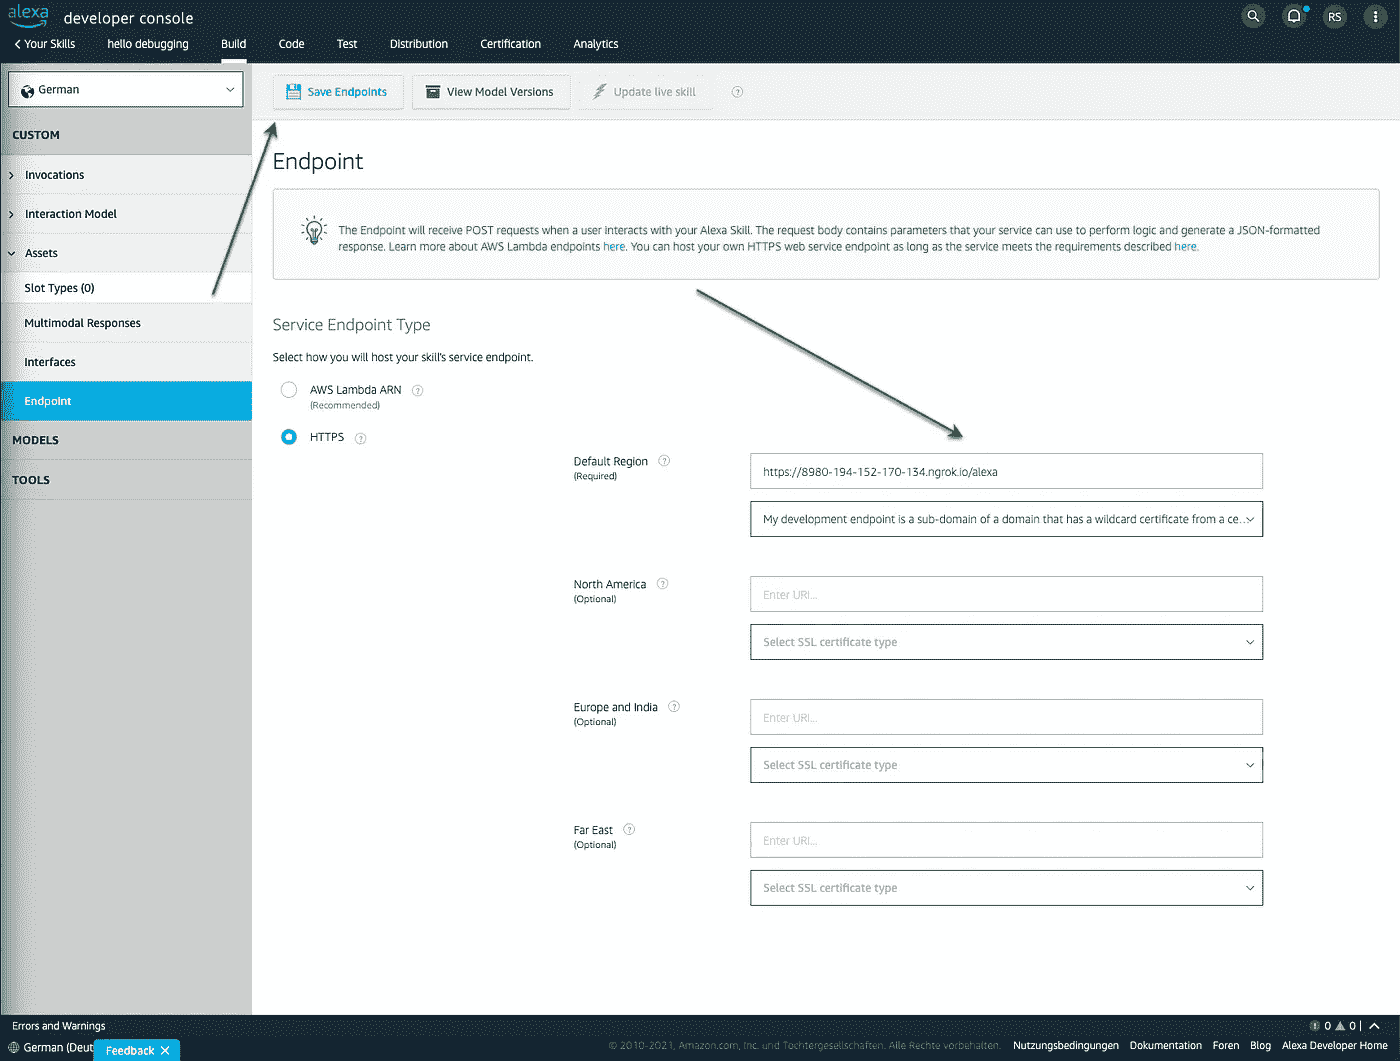 alexa developer console
RS
Your Skills hello debugging Build Code Test Distribution Certification Analytics
German
Save Endpoints View Model Versions Update live skill ?
CUSTOM
Invocations
Interaction Model
Assets
Slot Types (0)
Multimodal Responses
Interfaces
Endpoint
MODELS
TOOLS
Endpoint
The Endpoint will receive POST requests when a user interacts with your Alexa Skill. The request body contains parameters that your service can use to perform logic and generate a JSON-formatted
response. Learn more about AWS Lambda endpoints here. You can host your own HTTPS web service endpoint as long as the service meets the requirements described here.
Service Endpoint Type
Select how you will host your skill's service endpoint.
AWS Lambda ARN ?
(Recommended)
HTTPS ?
Default Region ?
(Required)
https://8980-194-152-170-134.ngrok.io/alexa
My development endpoint is a sub-domain of a domain that has a wildcard certificate from a ce...
North America ?
(Optional)
Enter URI...
Select SSL certificate type
Europe and India ?
(Optional)
Enter URI...
Select SSL certificate type
Far East ?
(Optional)
Enter URI...
Select SSL certificate type
Errors and Warnings
0 0 |
German (Deut
Feedback X
© 2010-2021, Amazon.com, Inc. und Tochtergesellschaften. Alle Rechte vorbehalten. Nutzungsbedingungen Dokumentation Foren Blog Alexa Developer Home